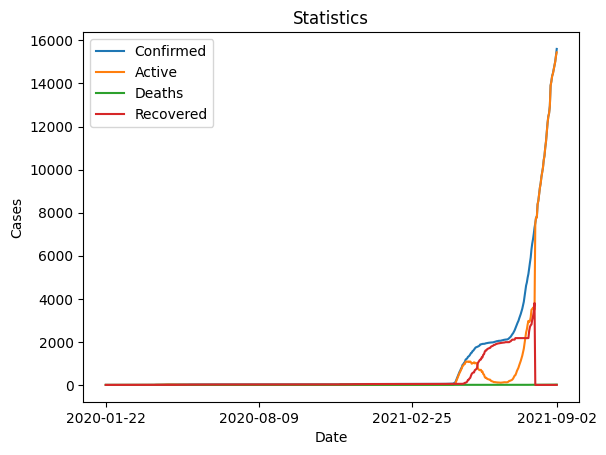 Statistics
Confirmed
Active
Deaths
Recovered
16000
14000
12000
10000
8000
6000
4000
2000
0
Cases
2020-01-22 2020-08-09 2021-02-25 2021-09-02
Date